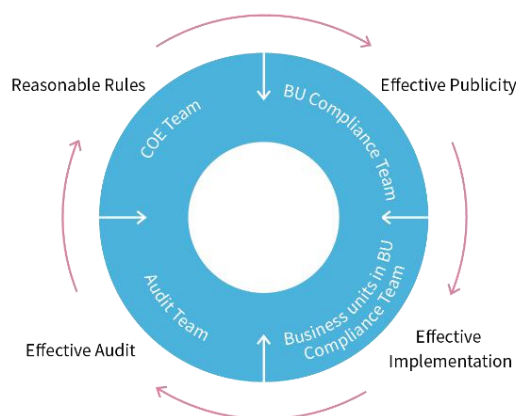 Reasonable Rules
Effective Publicity
COE Team
BU Compliance Team
Audit Team
Business units in BU
Compliance Team
Effective Audit
Effective
Implementation